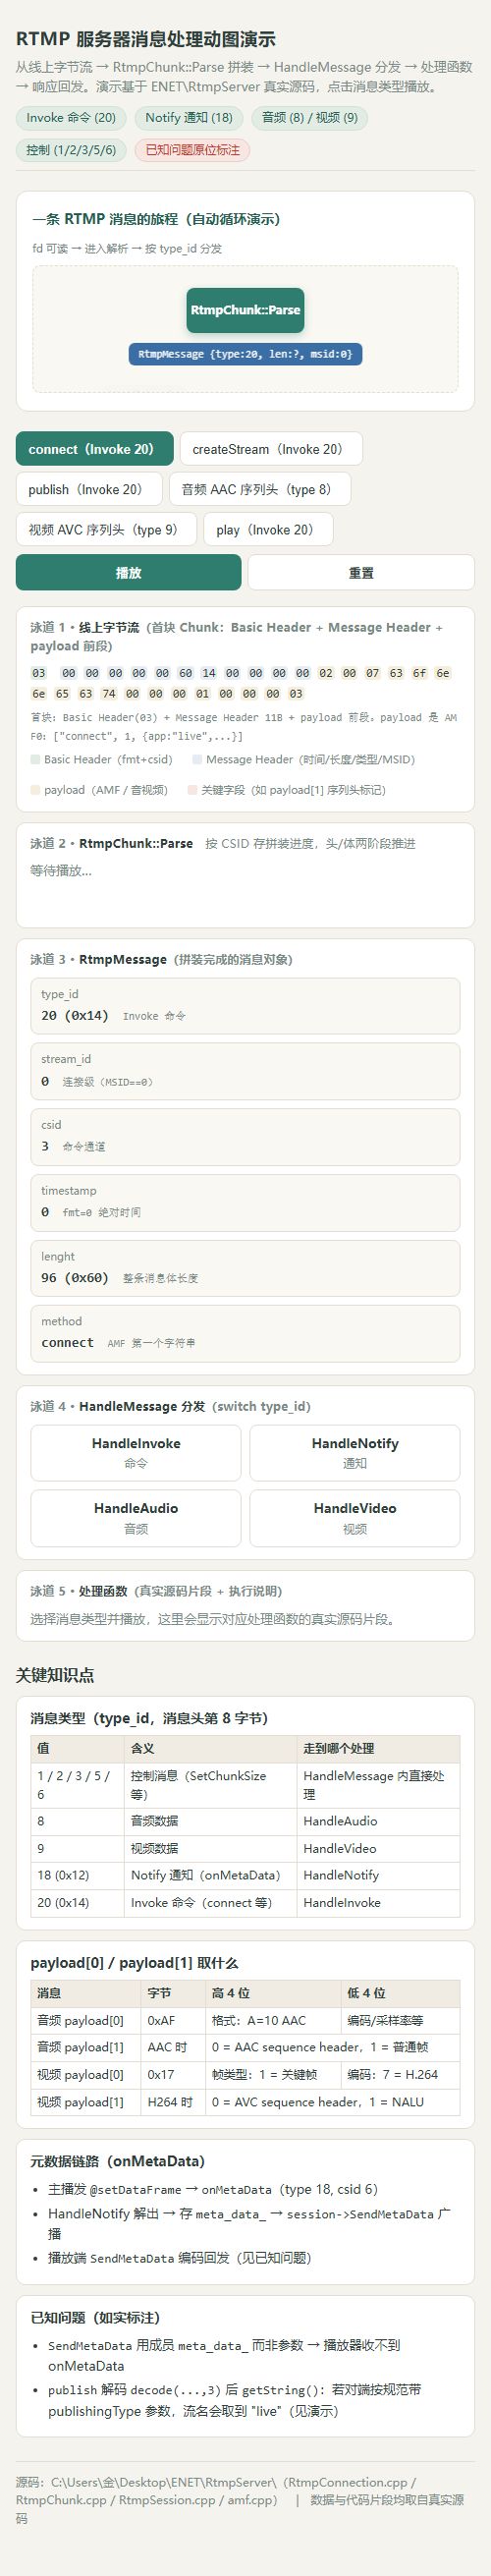 RTMP 服务器消息处理动图演示
从线上字节流 → RtmpChunk::Parse 拼装 → HandleMessage 分发 → 处理函数
→ 响应回发。演示基于 ENET\RtmpServer 真实源码，点击消息类型播放。
Invoke 命令 (20) Notify 通知 (18) 音频 (8) / 视频 (9)
控制 (1/2/3/5/6) 已知问题原位标注
一条 RTMP 消息的旅程（自动循环演示）
fd 可读 → 进入解析 → 按 type_id 分发
RtmpChunk::Parse
RtmpMessage {type:20, len:?, msid:0}
connect（Invoke 20） createStream（Invoke 20）
publish（Invoke 20） 音频 AAC 序列头（type 8）
视频 AVC 序列头（type 9） play（Invoke 20）
播放 重置
泳道 1 · 线上字节流（首块 Chunk：Basic Header + Message Header +
payload 前段）
03 00 00 00 00 00 60 14 00 00 00 00 02 00 07 63 6f 6e
6e 65 63 74 00 00 00 01 00 00 00 03
首块：Basic Header(03) + Message Header 11B + payload 前段。payload 是 AM
F0：["connect", 1, {app:"live",...}]
Basic Header（fmt+csid） Message Header（时间/长度/类型/MSID）
payload（AMF / 音视频） 关键字段（如 payload[1] 序列头标记）
泳道 2 · RtmpChunk::Parse 按 CSID 存拼装进度，头/体两阶段推进
等待播放…
泳道 3 · RtmpMessage（拼装完成的消息对象）
type_id
20 (0x14) Invoke 命令
stream_id
0 连接级（MSID==0）
csid
3 命令通道
timestamp
0 fmt=0 绝对时间
lenght
96 (0x60) 整条消息体长度
method
connect AMF 第一个字符串
泳道 4 · HandleMessage 分发（switch type_id）
HandleInvoke HandleNotify
命令 通知
HandleAudio HandleVideo
音频 视频
泳道 5 · 处理函数（真实源码片段 + 执行说明）
选择消息类型并播放，这里会显示对应处理函数的真实源码片段。
关键知识点
消息类型（type_id，消息头第 8 字节）
值 含义 走到哪个处理
1 / 2 / 3 / 5 / 控制消息（SetChunkSize HandleMessage 内直接处
6 等） 理
8 音频数据 HandleAudio
9 视频数据 HandleVideo
18 (0x12) Notify 通知（onMetaData） HandleNotify
20 (0x14) Invoke 命令（connect 等） HandleInvoke
payload[0] / payload[1] 取什么
消息 字节 高 4 位 低 4 位
音频 payload[0] 0xAF 格式：A=10 AAC 编码/采样率等
音频 payload[1] AAC 时 0 = AAC sequence header，1 = 普通帧
视频 payload[0] 0x17 帧类型：1 = 关键帧 编码：7 = H.264
视频 payload[1] H264 时 0 = AVC sequence header，1 = NALU
元数据链路（onMetaData）
• 主播发 @setDataFrame → onMetaData（type 18, csid 6）
• HandleNotify 解出 → 存 meta_data_ → session->SendMetaData 广
播
• 播放端 SendMetaData 编码回发（见已知问题）
已知问题（如实标注）
• SendMetaData 用成员 meta_data_ 而非参数 → 播放器收不到
onMetaData
• publish 解码 decode(...,3) 后 getString()：若对端按规范带
publishingType 参数，流名会取到 "live"（见演示）
源码：C:\Users\金\Desktop\ENET\RtmpServer\（RtmpConnection.cpp /
RtmpChunk.cpp / RtmpSession.cpp / amf.cpp） | 数据与代码片段均取自真实源
码